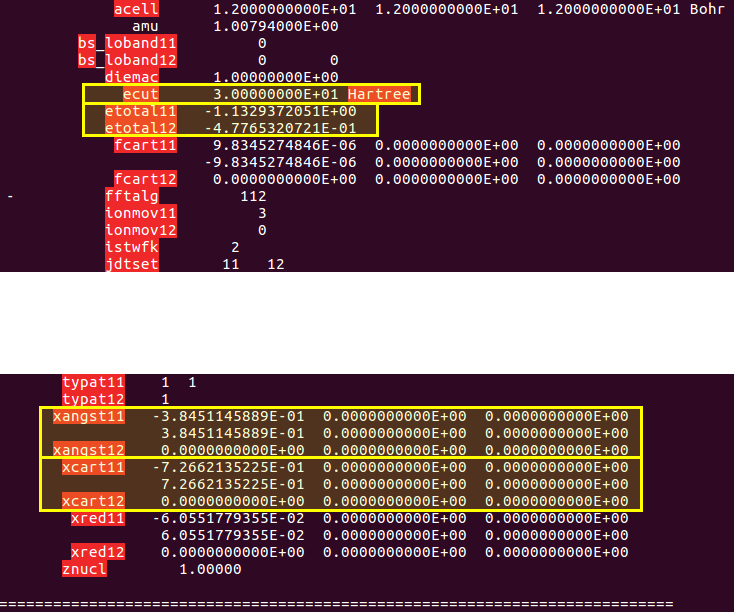 acell 1.2000000000E+01 1.2000000000E+01 1.2000000000E+01 Bohr
amu 1.00794000E+00
bs_loband11 0
bs_loband12 0 0
diemac 1.00000000E+00
ecut 3.00000000E+01 Hartree
etotal11 -1.1329372051E+00
etotal12 -4.7765320721E-01
fcart11 9.8345274846E-06 0.0000000000E+00 0.0000000000E+00
-9.8345274846E-06 0.0000000000E+00 0.0000000000E+00
fcart12 0.0000000000E+00 0.0000000000E+00 0.0000000000E+00
- fftalg 112
ionmov11 3
ionmov12 0
istwfk 2
jdtset 11 12
typat11 1 1
typat12 1
xangst11 -3.8451145889E-01 0.0000000000E+00 0.0000000000E+00
3.8451145889E-01 0.0000000000E+00 0.0000000000E+00
xangst12 0.0000000000E+00 0.0000000000E+00 0.0000000000E+00
xcart11 -7.2662135225E-01 0.0000000000E+00 0.0000000000E+00
7.2662135225E-01 0.0000000000E+00 0.0000000000E+00
xcart12 0.0000000000E+00 0.0000000000E+00 0.0000000000E+00
xred11 -6.0551779355E-02 0.0000000000E+00 0.0000000000E+00
6.0551779355E-02 0.0000000000E+00 0.0000000000E+00
xred12 0.0000000000E+00 0.0000000000E+00 0.0000000000E+00
znucl 1.00000
===========================================================================